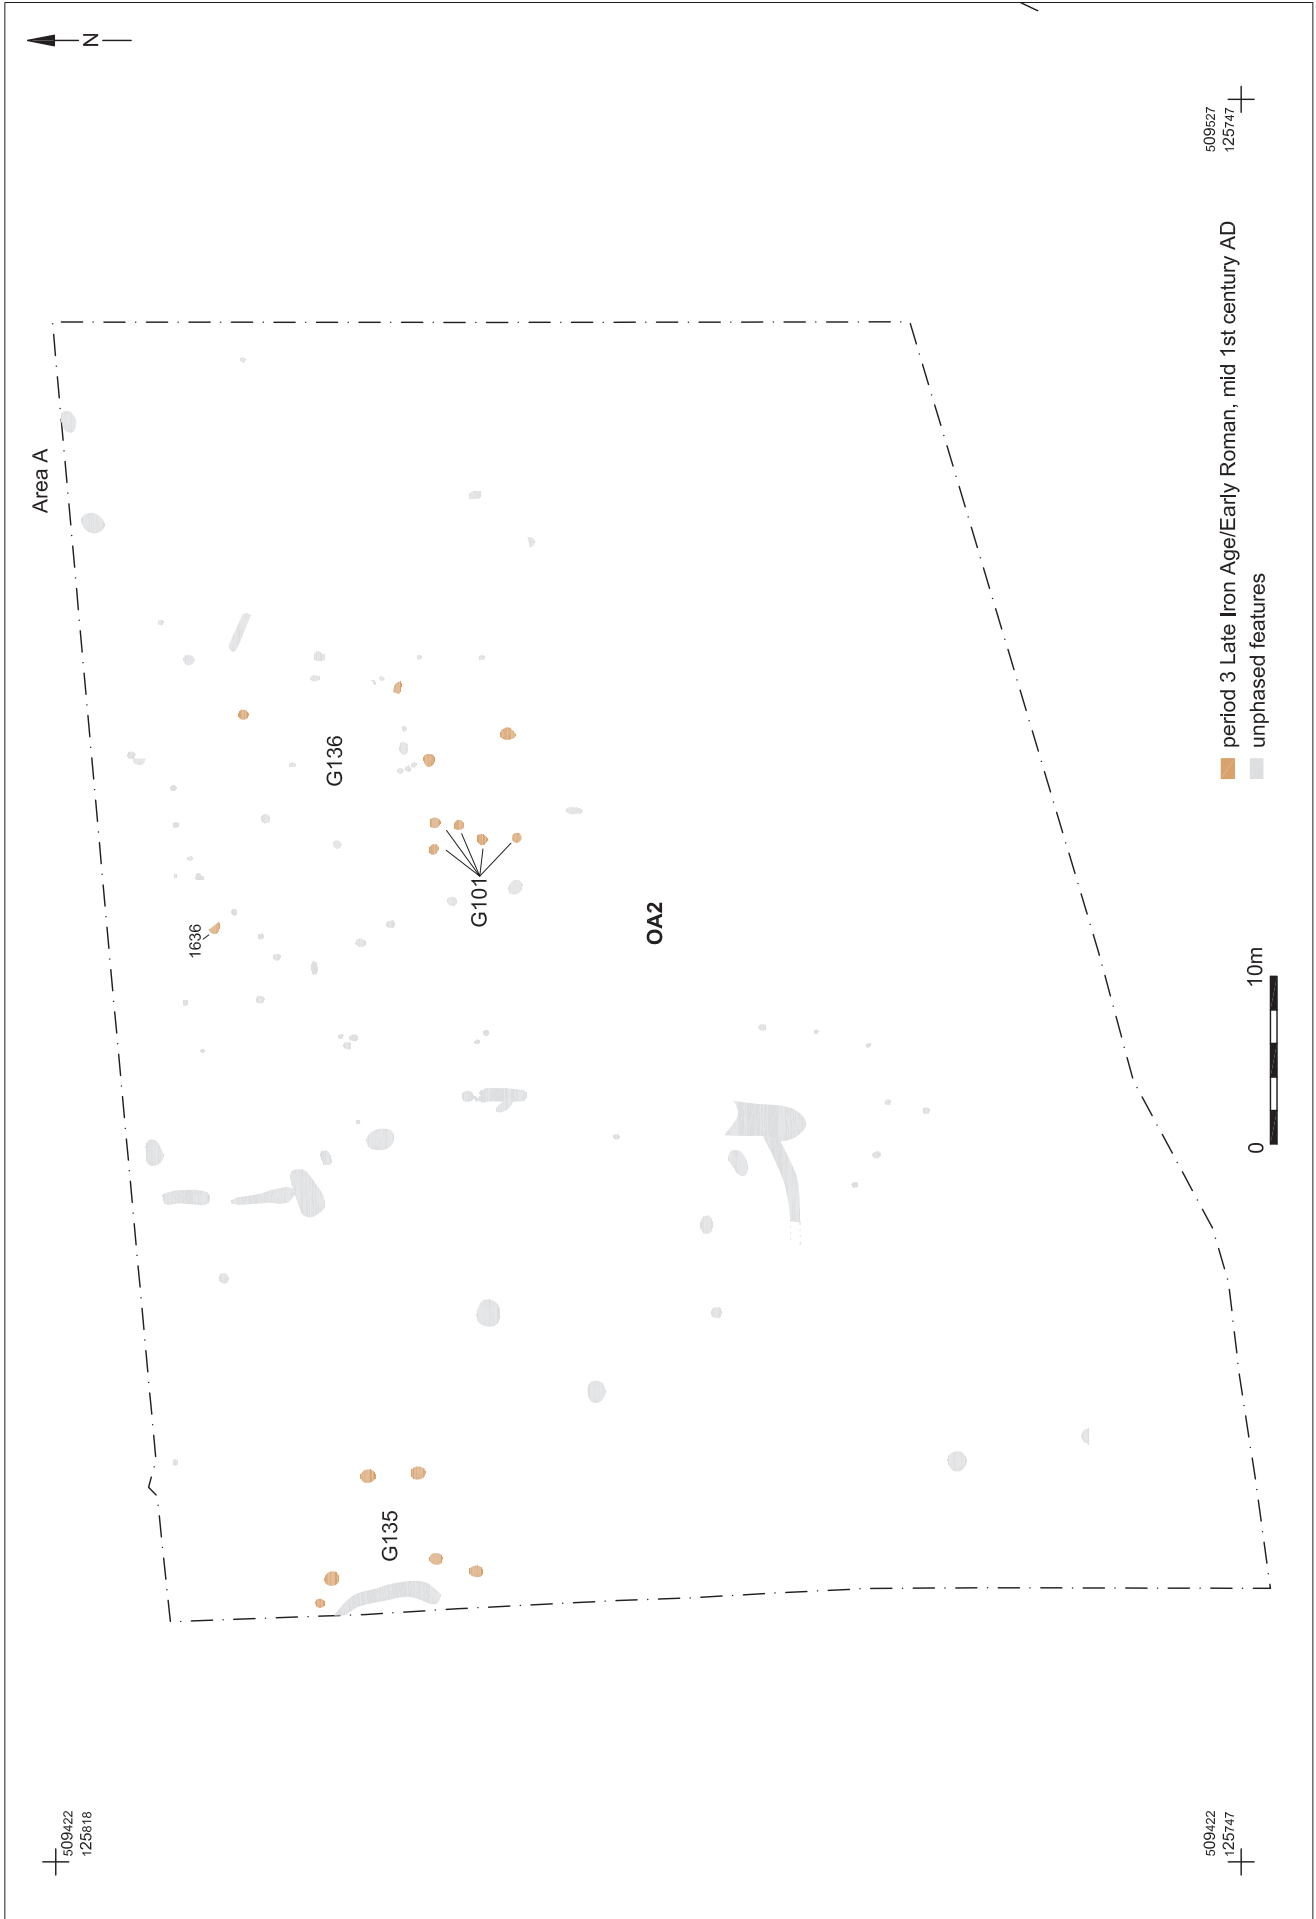 N
Area A
509527
125747
G136
1636
G101
OA2
G135
period 3 Late Iron Age/Early Roman, mid 1st century AD
unphased features
0
10m
509422
125818
509422
125747